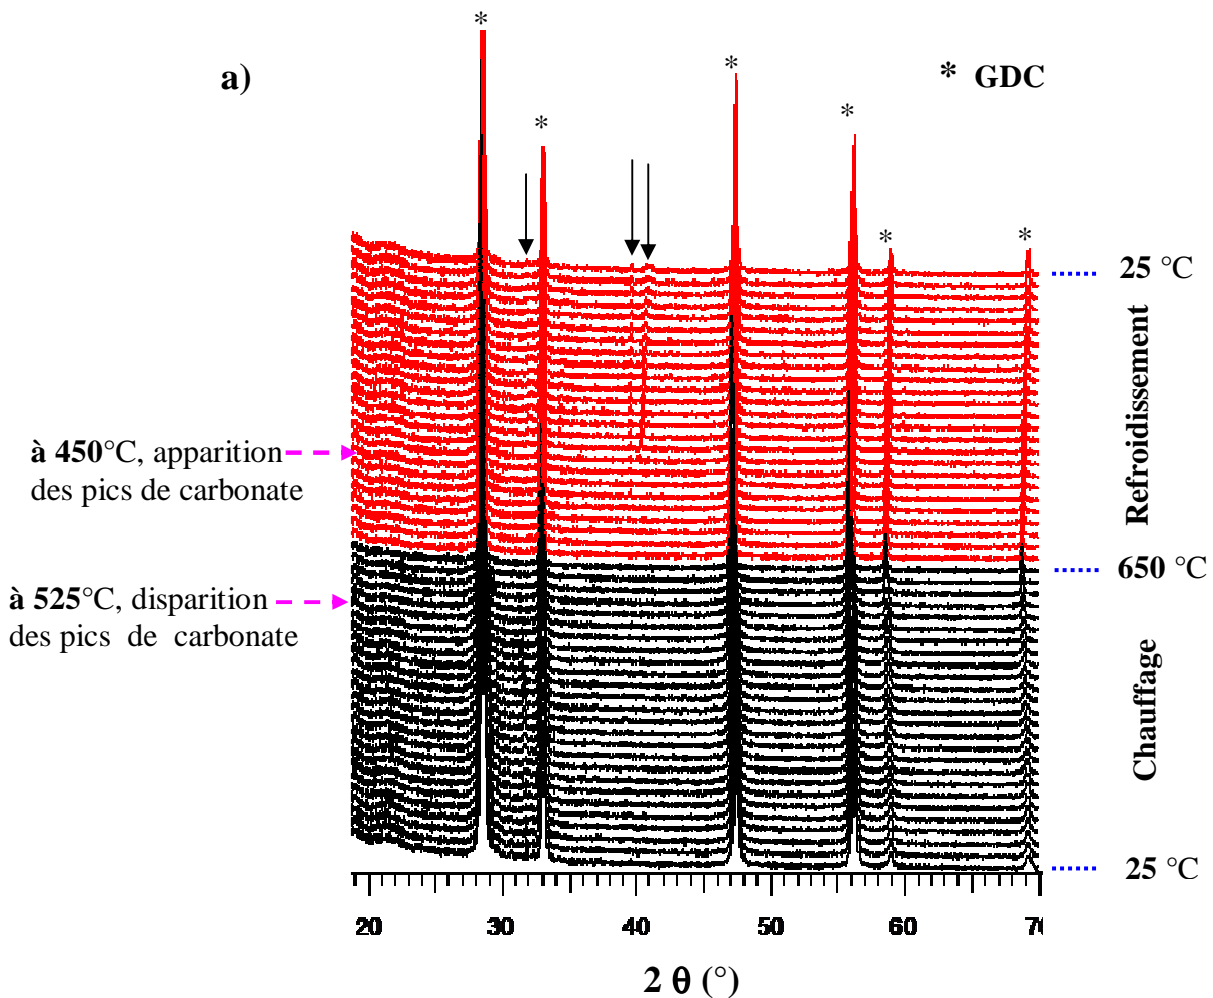 a)
* GDC
*
*
*
*
*
*
25 °C
Refroidissement
à 450°C, apparition
des pics de carbonate
650 °C
à 525°C, disparition
des pics de carbonate
Chauffage
25 °C
20 30 40 50 60 7
2 θ (°)